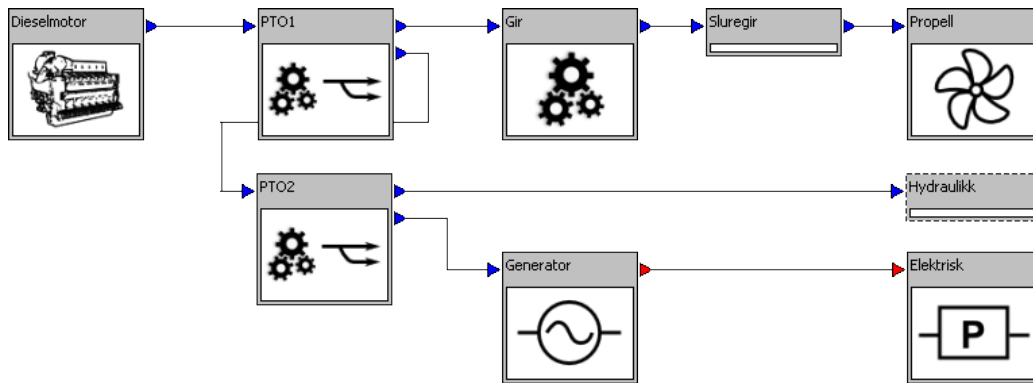 Dieselmotor
PTO1
Gir
Sluregir
Propell
PTO2
Hydraulikk
Generator
Elektrisk
P